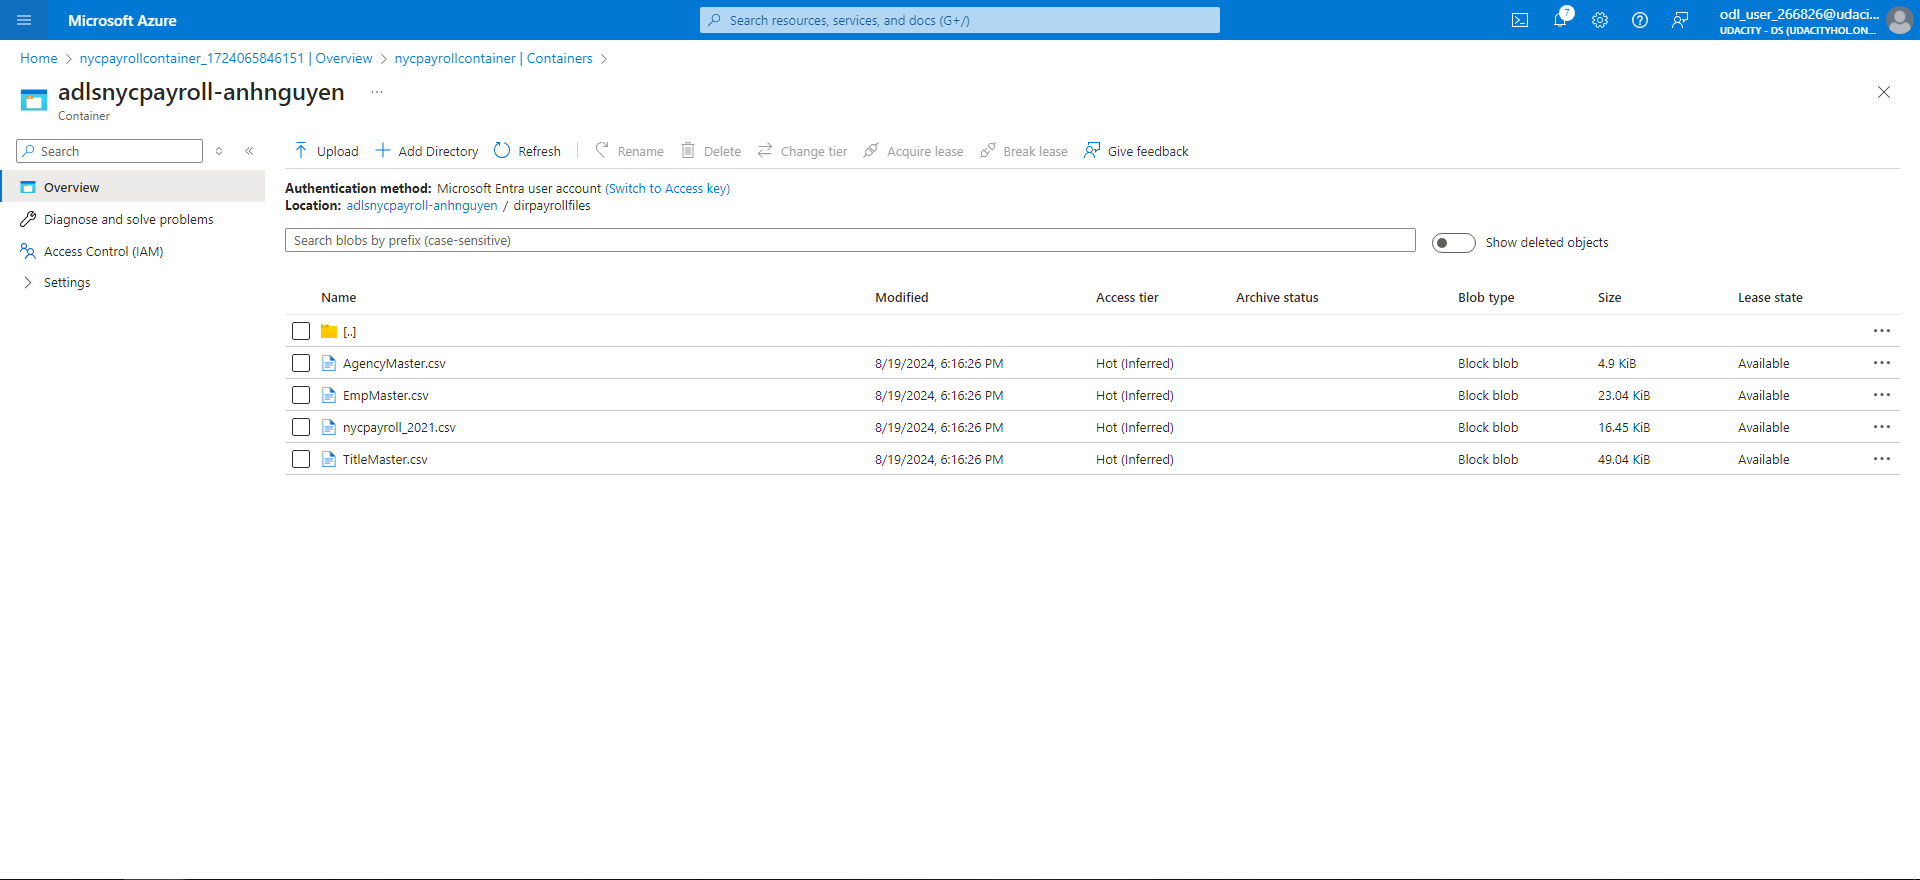 Microsoft Azure
Search resources, services, and docs (G+/)
7
odl_user_266826@udaci...
UDACITY - DS (UDACITYHOL.ON...
Home > nycpayrollcontainer_1724065846151 | Overview > nycpayrollcontainer | Containers >
adlsnycpayroll-anhnguyen ...
Container
Search
Upload Add Directory Refresh Rename Delete Change tier Acquire lease Break lease Give feedback
Overview
Diagnose and solve problems
Access Control (IAM)
Settings
Authentication method: Microsoft Entra user account (Switch to Access key)
Location: adlsnycpayroll-anhnguyen / dirpayrollfiles
Search blobs by prefix (case-sensitive)
Show deleted objects
Name Modified Access tier Archive status Blob type Size Lease state
[..]
AgencyMaster.csv 8/19/2024, 6:16:26 PM Hot (Inferred) Block blob 4.9 KiB Available
EmpMaster.csv 8/19/2024, 6:16:26 PM Hot (Inferred) Block blob 23.04 KiB Available
nycpayroll_2021.csv 8/19/2024, 6:16:26 PM Hot (Inferred) Block blob 16.45 KiB Available
TitleMaster.csv 8/19/2024, 6:16:26 PM Hot (Inferred) Block blob 49.04 KiB Available